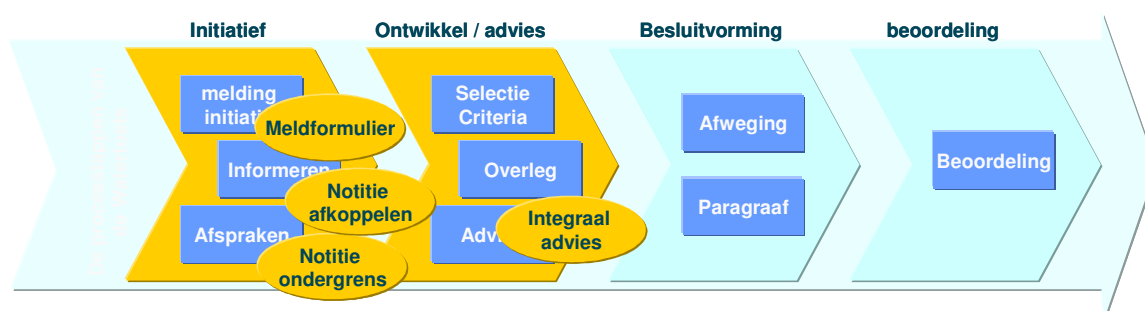 Initiatief
Ontwikkel / advies
Besluitvorming
beoordeling
melding
initiati
Meldformulier
Informeren
Notitie
afkoppelen
Afspraken
Notitie
ondergrens
Selectie
Criteria
Overleg
Advi
Integraal
advies
Afweging
Paragraaf
Beoordeling